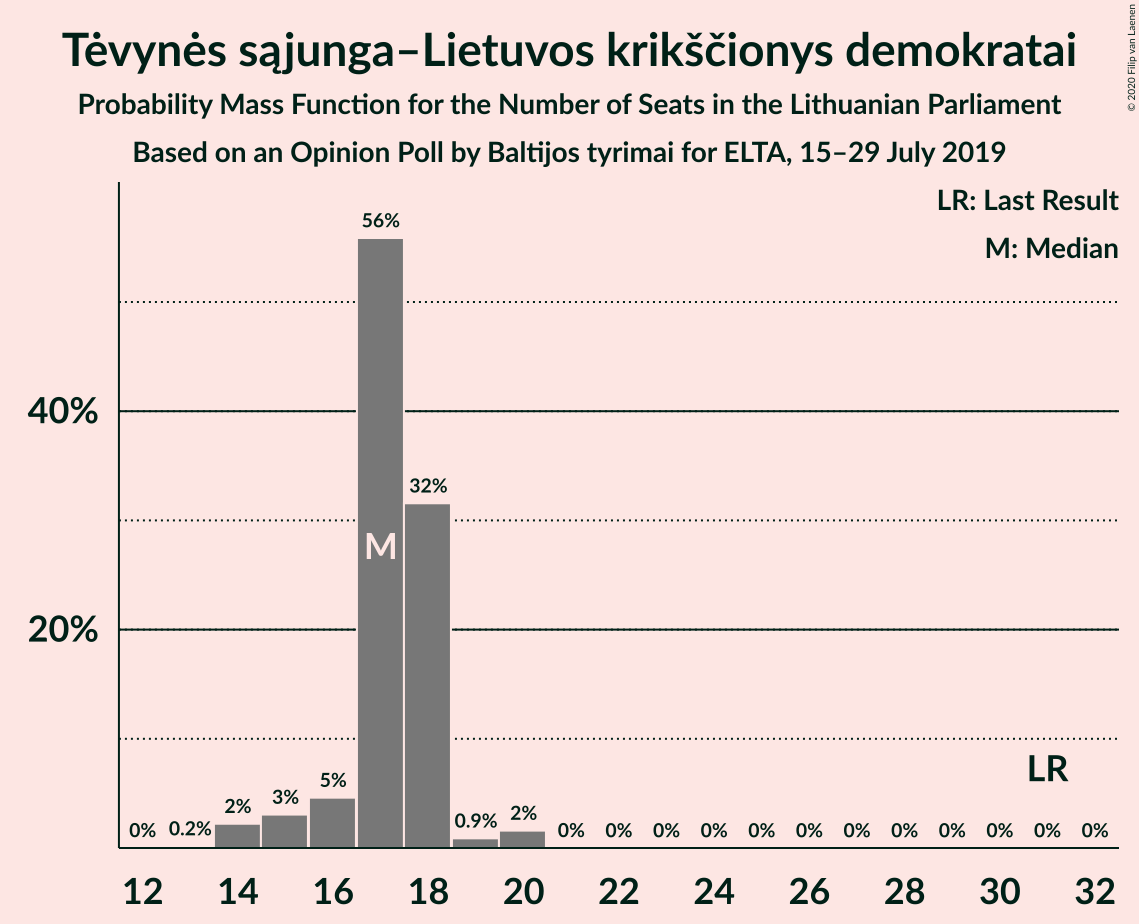 Tėvynės sąjunga–Lietuvos krikščionys demokratai
Probability Mass Function for the Number of Seats in the Lithuanian Parliament
Based on an Opinion Poll by Baltijos tyrimai for ELTA, 15–29 July 2019
© 2020 Filip van Laenen
LR: Last Result
M: Median
56%
40%
32%
M
20%
LR
0% 0.2% 2% 3% 5% 0.9% 2% 0% 0% 0% 0% 0% 0% 0% 0% 0% 0% 0% 0%
12 14 16 18 20 22 24 26 28 30 32